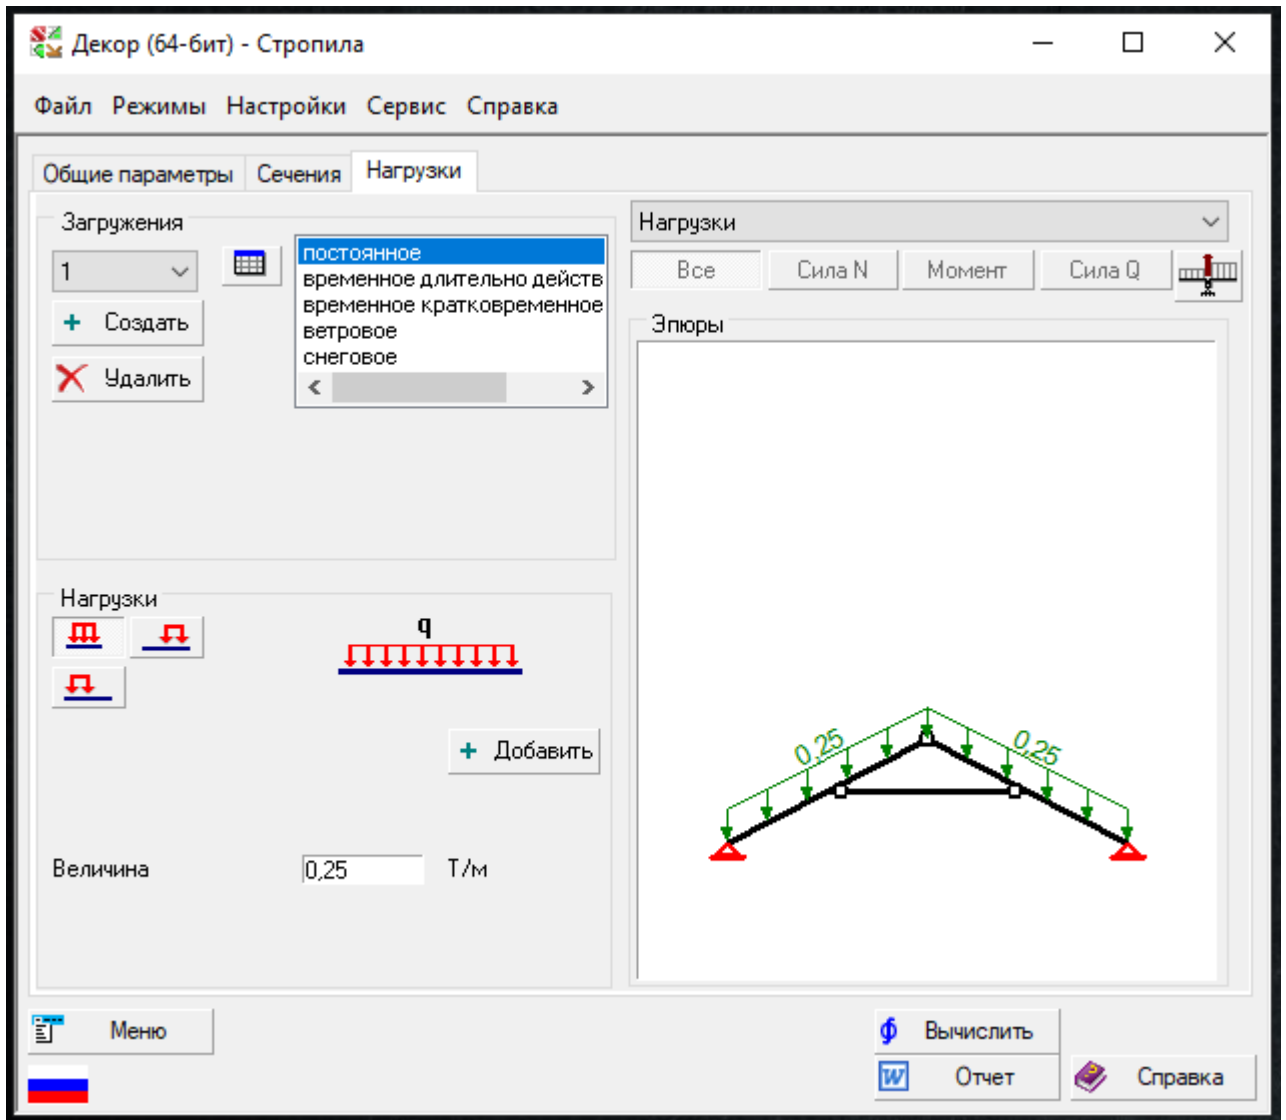 Декор (64-бит) - Стропила
Файл Режимы Настройки Сервис Справка
Общие параметры Сечения Нагрузки
Загружения
1
Создать
Удалить
постоянное
временное длительно действ
временное кратковременное
ветровое
снеговое
Нагрузки
Все Сила N Момент Сила Q
Эпюры
0,25
0,25
Нагрузки
q
Добавить
Величина 0,25 Т/м
Меню
Вычислить
W Отчет
Справка